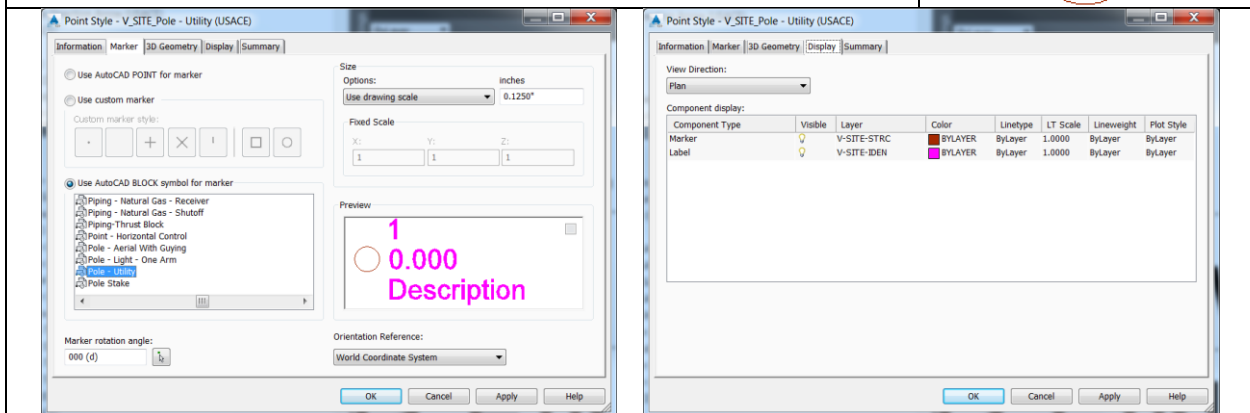 Point Style - V_SITE_Pole - Utility (USACE)
Information Marker 3D Geometry Display Summary
Use AutoCAD POINT for marker
Use custom marker
Custom marker style:
Use AutoCAD BLOCK symbol for marker
Piping - Natural Gas - Receiver
Piping - Natural Gas - Shutoff
Piping-Thrust Block
Point - Horizontal Control
Pole - Aerial With Guying
Pole - Light - One Arm
Pole - Utility
Pole Stake
Marker rotation angle:
000 (d)
Size
Options: inches
Use drawing scale 0.1250"
Fixed Scale
X: Y: Z:
1 1 1
Preview
1
0.000
Description
Orientation Reference:
World Coordinate System
OK Cancel Apply Help
Point Style - V_SITE_Pole - Utility (USACE)
Information Marker 3D Geometry Display Summary
View Direction:
Plan
Component display:
Component Type Visible Layer Color Linetype LT Scale Lineweight Plot Style
Marker V-SITE-STRC BYLAYER ByLayer 1.0000 ByLayer ByLayer
Label V-SITE-IDEN BYLAYER ByLayer 1.0000 ByLayer ByLayer
OK Cancel Apply Help